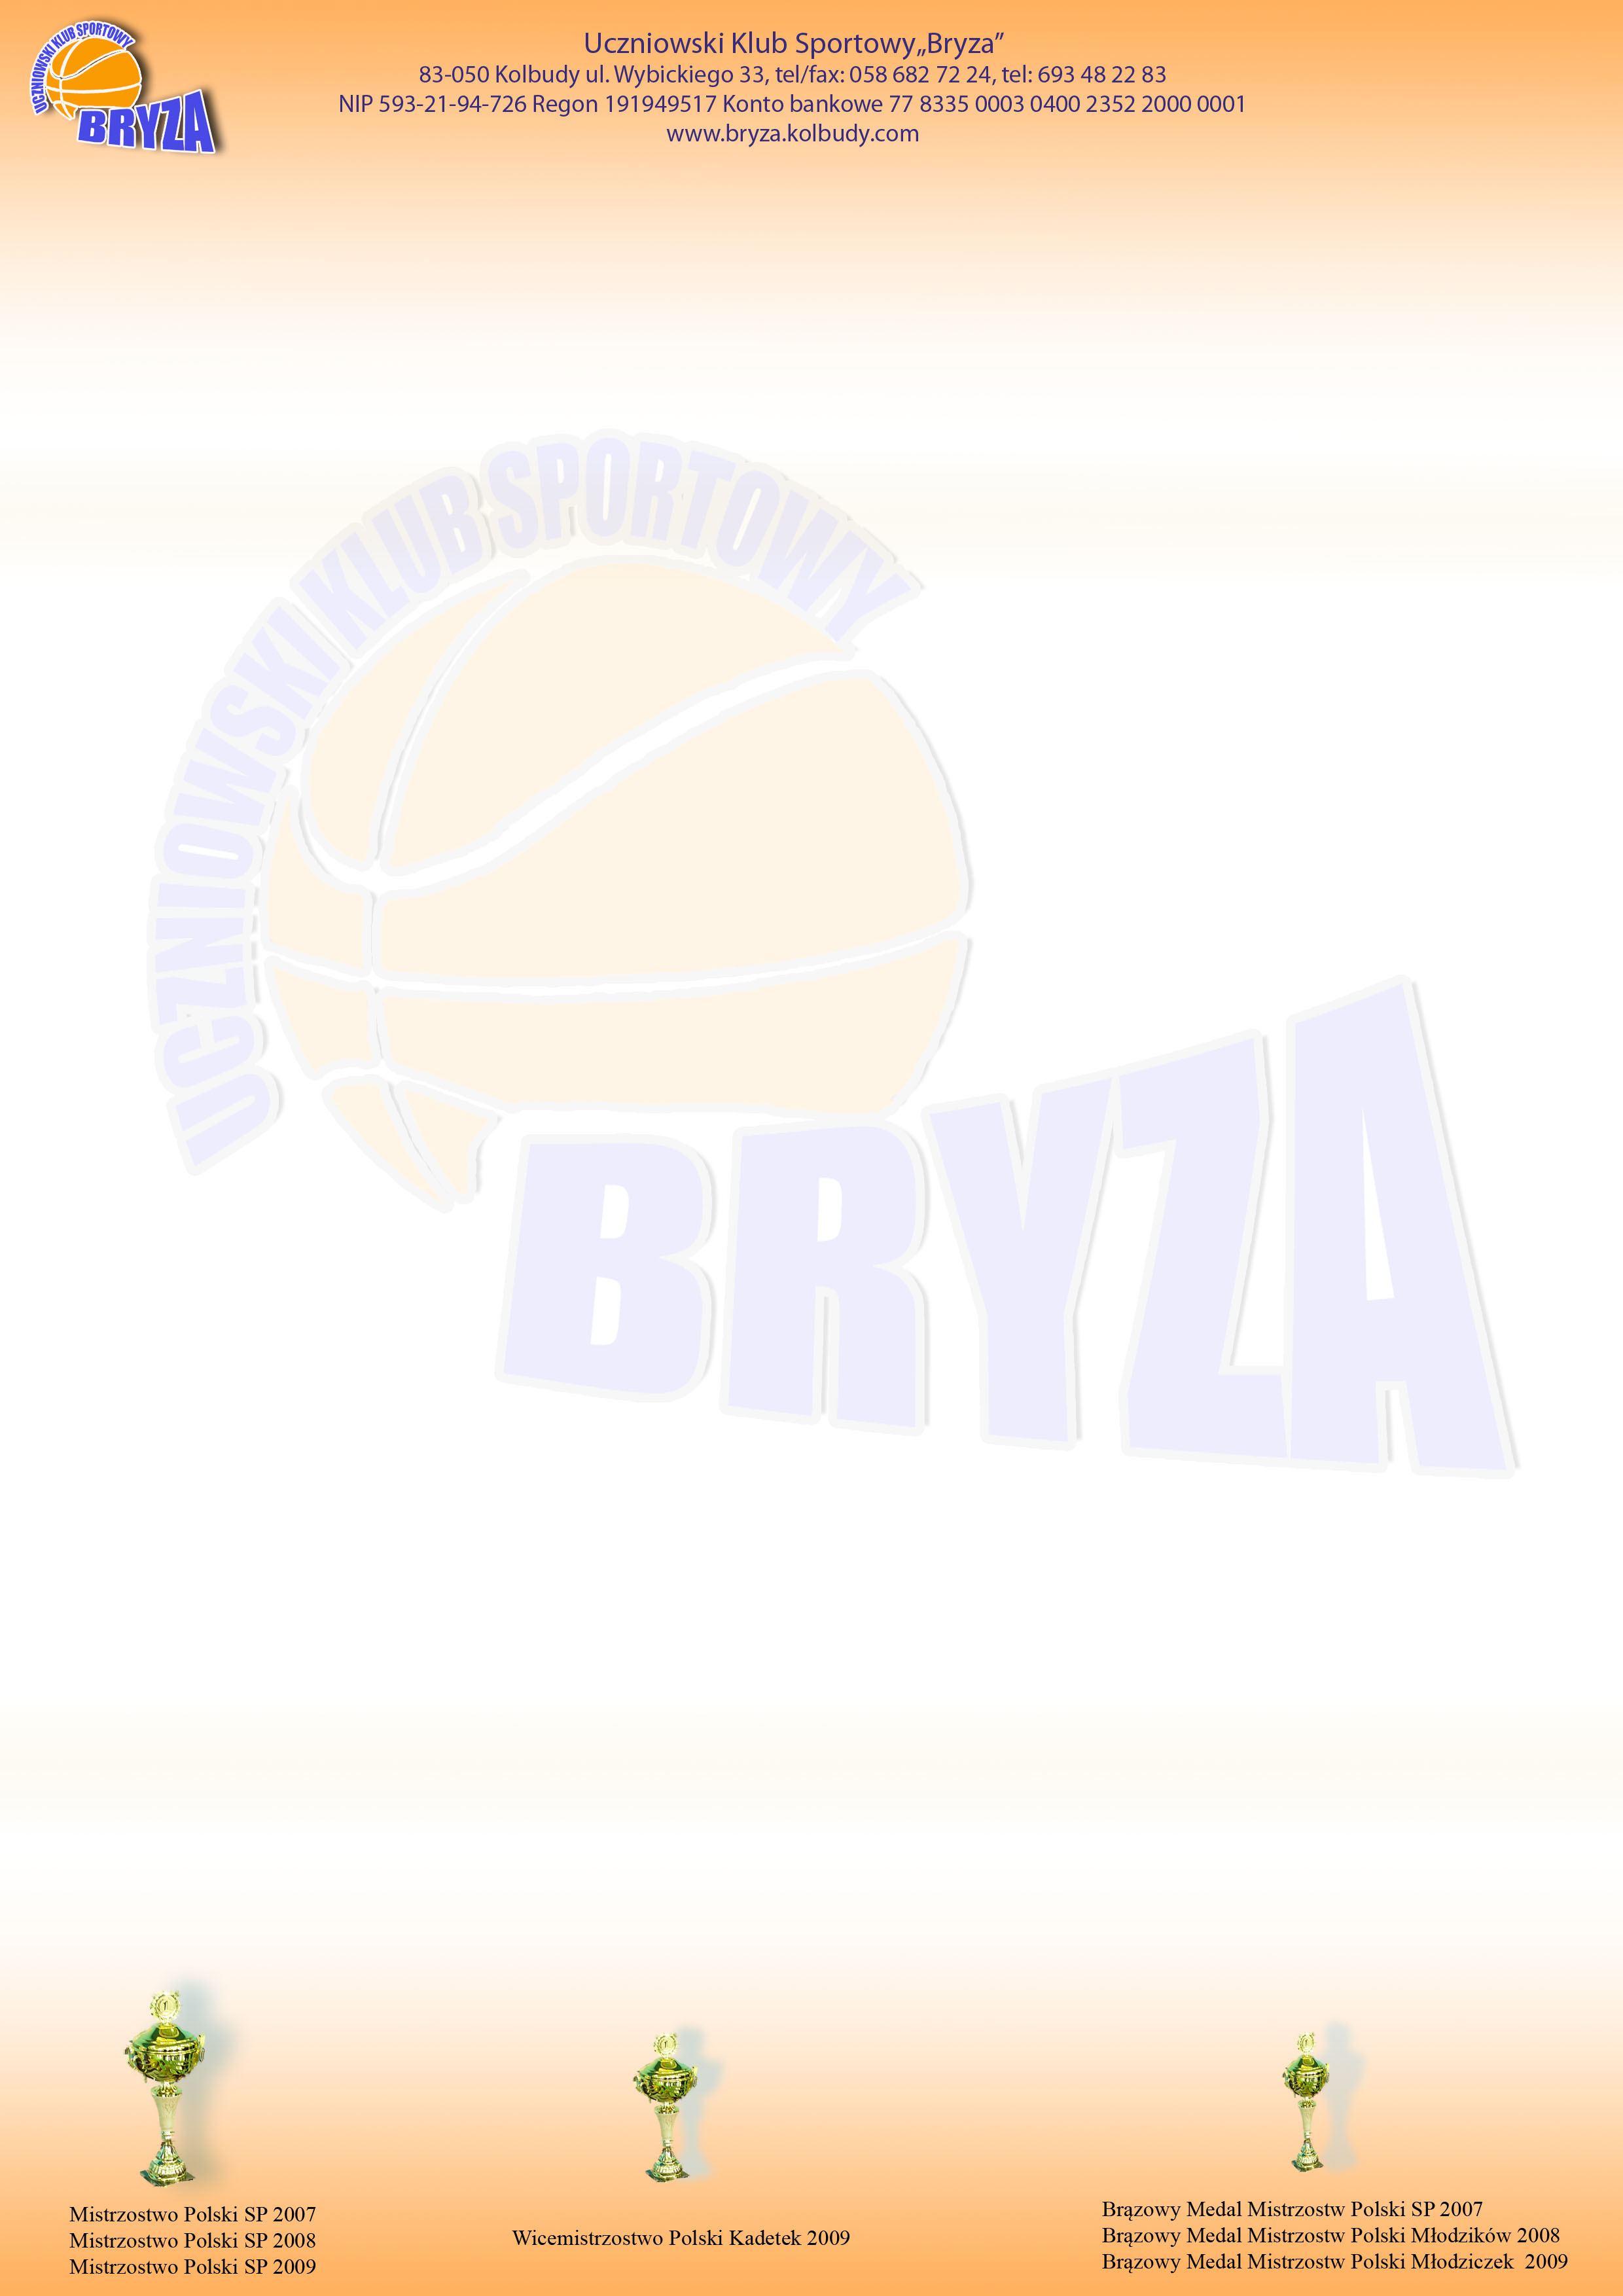 UCZNIOWSKI KLUB SPORTOWY
BRYZA
Uczniowski Klub Sportowy„Bryza”
83-050 Kolbudy ul. Wybickiego 33, tel/fax: 058 682 72 24, tel: 693 48 22 83
NIP 593-21-94-726 Regon 191949517 Konto bankowe 77 8335 0003 0400 2352 2000 0001
www.bryza.kolbudy.com
UCZNIOWSKI KLUB SPORTOWY
BRYZA
Mistrzostwo Polski SP 2007
Mistrzostwo Polski SP 2008
Mistrzostwo Polski SP 2009
Wicemistrzostwo Polski Kadetek 2009
Brązowy Medal Mistrzostw Polski SP 2007
Brązowy Medal Mistrzostw Polski Młodzików 2008
Brązowy Medal Mistrzostw Polski Młodziczek 2009